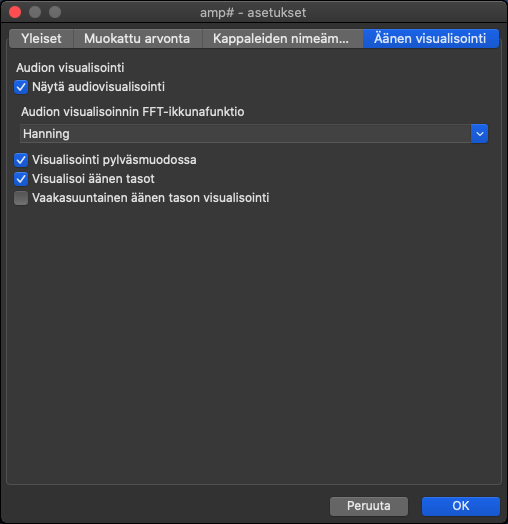 amp# - asetukset
Yleiset
Muokattu arvonta
Kappaleiden nimeäm...
Äänen visualisointi
Audion visualisointi
Näytä audiovisualisointi
Audion visualisoinnin FFT-ikkunafunktio
Hanning
Visualisointi pylväsmuodossa
Visualisoi äänen tasot
Vaakasuuntainen äänen tason visualisointi
Peruuta
OK